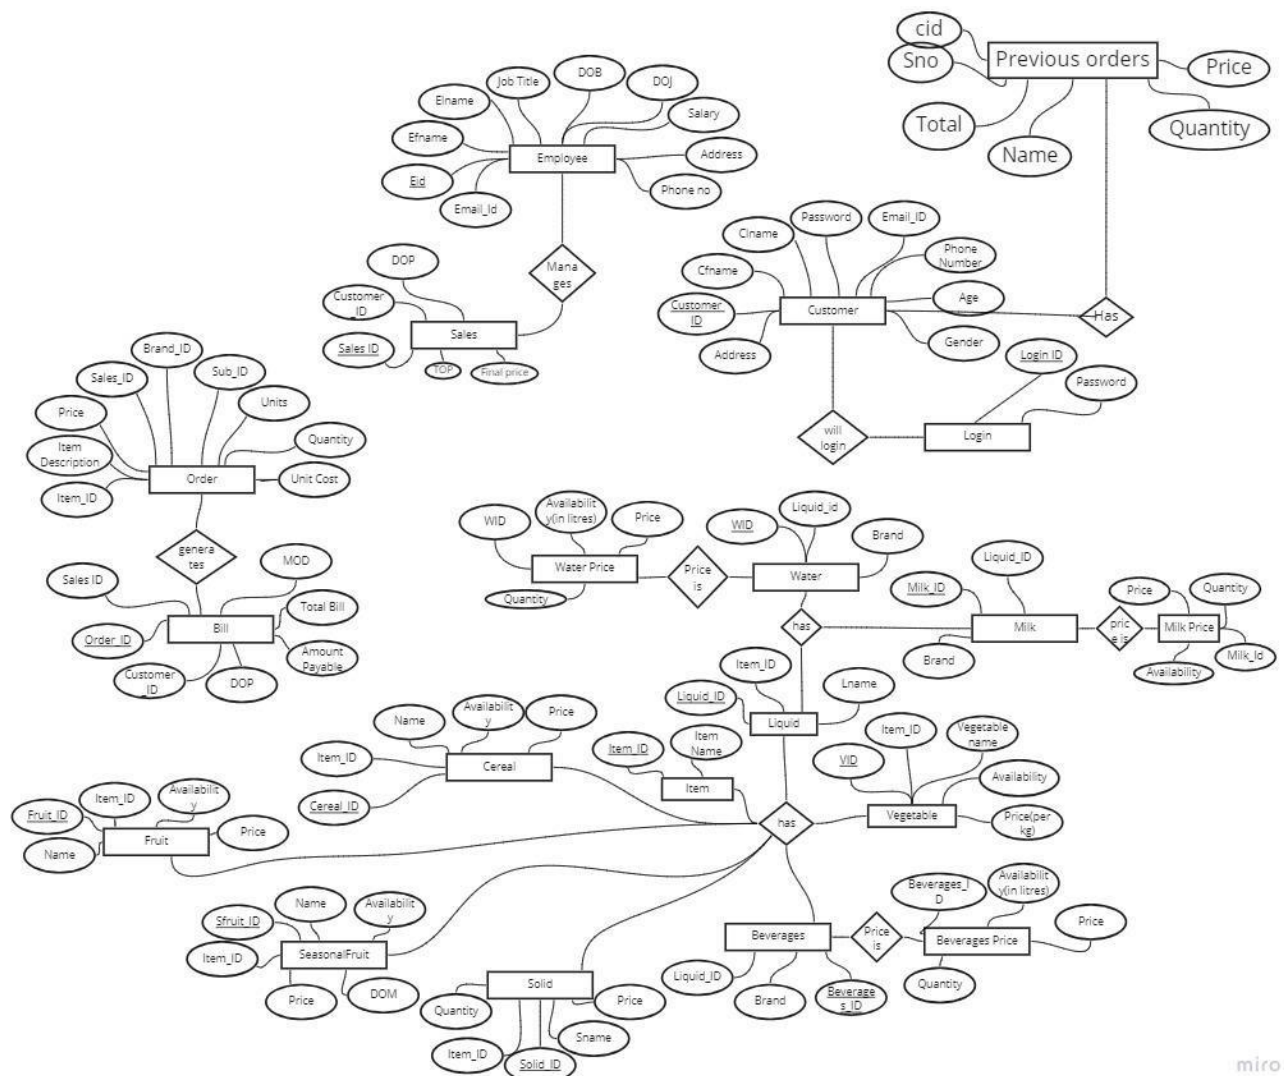 cid
Sno
Previous orders
Price
Total
Name
Quantity
Job Title
DOB
DOJ
Elname
Salary
Efname
Employee
Address
Eid
Email_Id
Phone no
Mana
ges
DOP
Customer
_ID
Sales ID
Sales
TOP
Final price
Password
Email_ID
Clname
Phone
Number
Cfname
Age
Customer
ID
Customer
Has
Address
Gender
Login ID
Password
will
login
Login
Brand_ID
Sales_ID
Sub_ID
Price
Units
Item
Description
Quantity
Order
Item_ID
Unit Cost
genera
tes
Sales ID
MOD
Total Bill
Order_ID
Bill
Amount
Payable
Customer
_ID
DOP
WID
Availabilit
y(in litres)
Price
Water Price
Quantity
Price
is
WID
Liquid_id
Brand
Water
has
Liquid_ID
Milk_ID
Milk
Brand
pric
e is
Price
Quantity
Milk Price
Availability
Milk_Id
Item_ID
Liquid_ID
Lname
Liquid
Name
Availabilit
y
Price
Item_ID
Cereal
Cereal_ID
Item_ID
Item
Name
Item
has
Item_ID
Vegetable
name
VID
Availability
Vegetable
Price(per
kg)
Fruit_ID
Item_ID
Availabilit
y
Price
Name
Fruit
Sfruit_ID
Name
Availabilit
y
Item_ID
SeasonalFruit
Price
DOM
Solid
Quantity
Price
Item_ID
Solid_ID
Sname
Beverages
Liquid_ID
Brand
Beverage
s_ID
Price
is
Beverages_I
D
Availabilit
y(in litres)
Price
Beverages Price
Quantity
miro